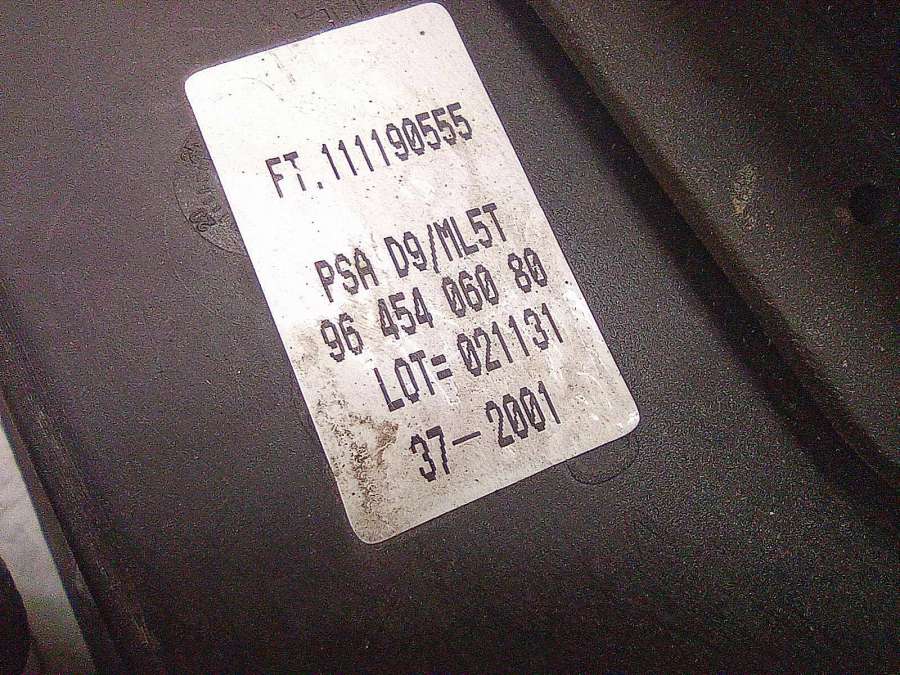 FT.111190555
PSA D9/ML5T
96 454 060 80
LOT= 021131
37-2001